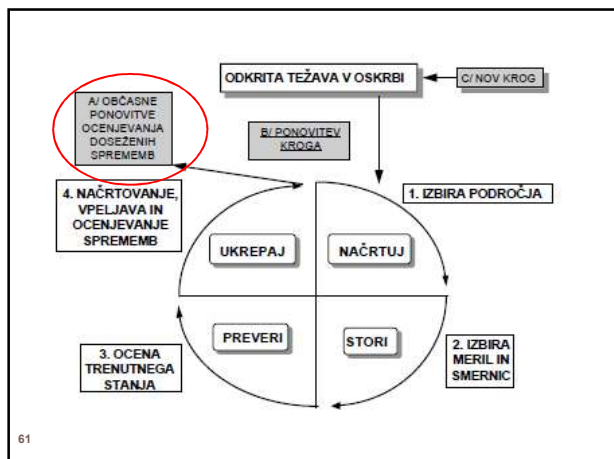 ODKRITA TEŽAVA V OSKRBI
C/ NOV KROG
A/ OBČASNE
PONOVITVE
OCENJEVANJA
DOSEŽENIH
SPREMEMB
B/ PONOVITEV
KROGA
4. NAČRTOVANJE,
VPELJAVA IN
OCENJEVANJE
SPREMEMB
1. IZBIRA PODROČJA
UKREPAJ
NAČRTUJ
PREVERI
STORI
3. OCENA
TRENUTNEGA
STANJA
2. IZBIRA
MERIL IN
SMERNIC
61